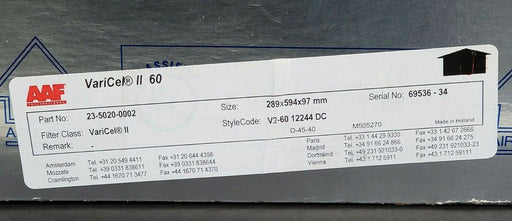 AAF
INTERNATIONAL
VariCel® II 60
Part No: 23-5020-0002 Size: 289x594x97 mm Serial No: 69536 - 34
Filter Class: VariCel® II StyleCode: V2-60 12244 DC
Remark: - D-45-40 M505270 Made in Holland
Amsterdam Tel. +31 20 549 4411 Fax +31 20 644 4398 Paris Tel. +33 1 44 29 9330 Fax +33 1 42 67 2666
Mezzate Tel. +39 0331 838611 Fax +39 0331 838644 Madrid Tel. +34 91 662 4866 Fax +34 91 66 24 275
Cramlington Tel. +44 1670 71 3477 Fax +44 1670 71 4370 Dortmund Tel. +49 231 921033-0 Fax +49 231 921033-23
Vienna Tel. +43 1 712 5911 Fax +43 1 712 59111